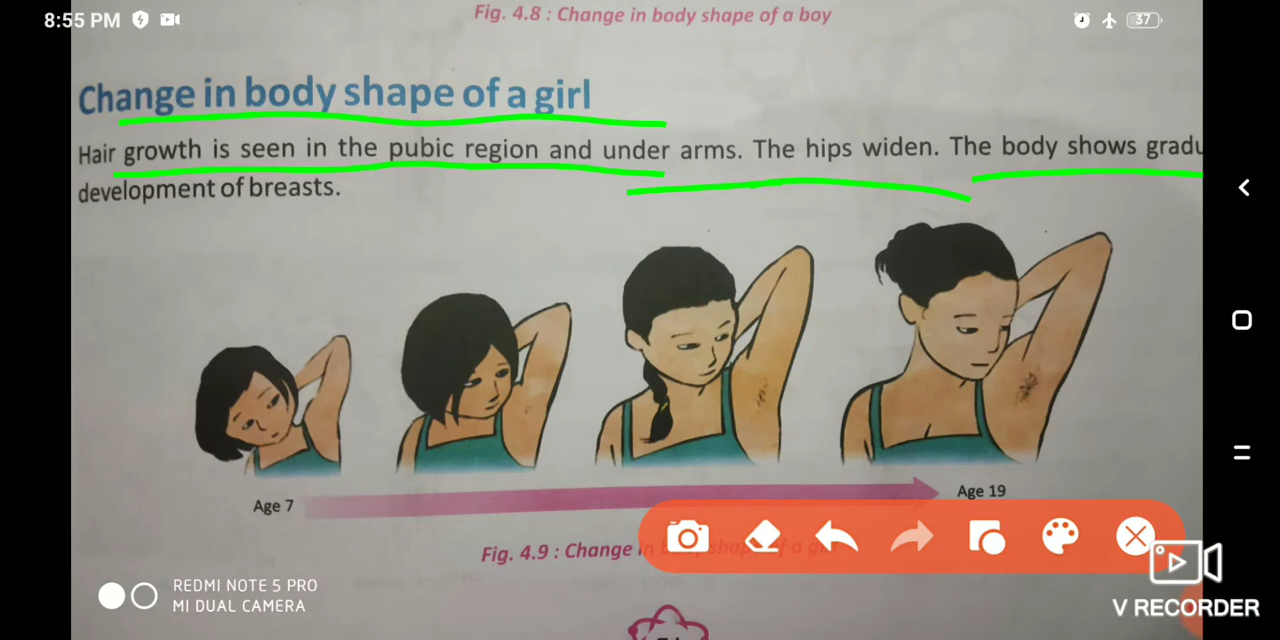 8:55 PM
37
Fig. 4.8 : Change in body shape of a boy
Change in body shape of a girl
Hair growth is seen in the pubic region and under arms. The hips widen. The body shows gradu
development of breasts.
Age 7
Age 19
Fig. 4.9 : Change in body shape of a
REDMI NOTE 5 PRO
MI DUAL CAMERA
V RECORDER